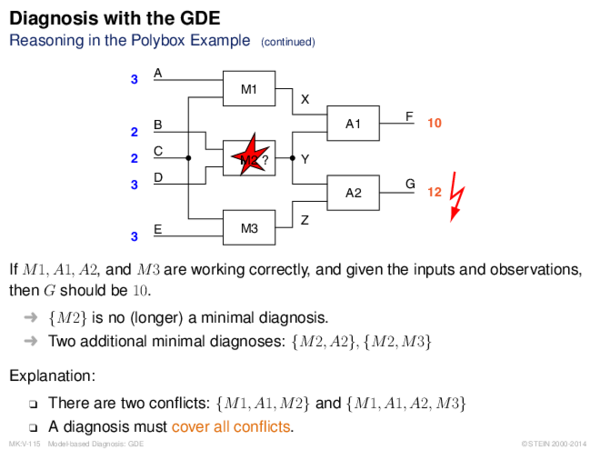 Diagnosis with the GDE
Reasoning in the Polybox Example (continued)
3 A
M1
X
A1
F 10
2 B
2 C
M2 ?
Y
3 D
A2
G 12
3 E
M3
Z
If M1, A1, A2, and M3 are working correctly, and given the inputs and observations,
then G should be 10.
➜ {M2} is no (longer) a minimal diagnosis.
➜ Two additional minimal diagnoses: {M2, A2}, {M2, M3}
Explanation:
❏ There are two conflicts: {M1, A1, M2} and {M1, A1, A2, M3}
❏ A diagnosis must cover all conflicts.
MK:V-115 Model-based Diagnosis: GDE ©STEIN 2000-2014